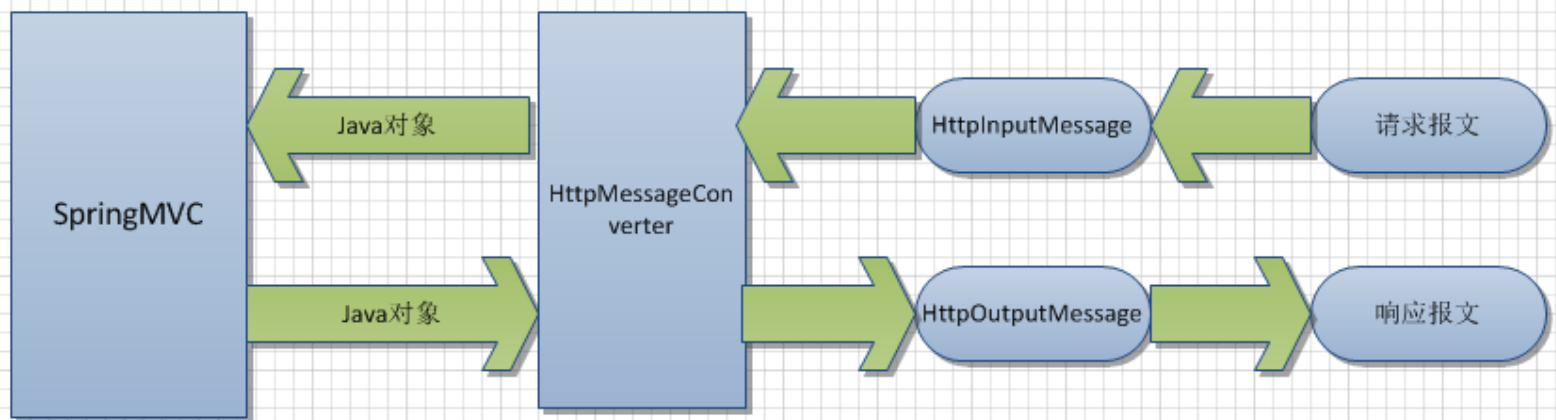 Java对象
HttpInputMessage
请求报文
SpringMVC
HttpMessageCon
verter
Java对象
HttpOutputMessage
响应报文